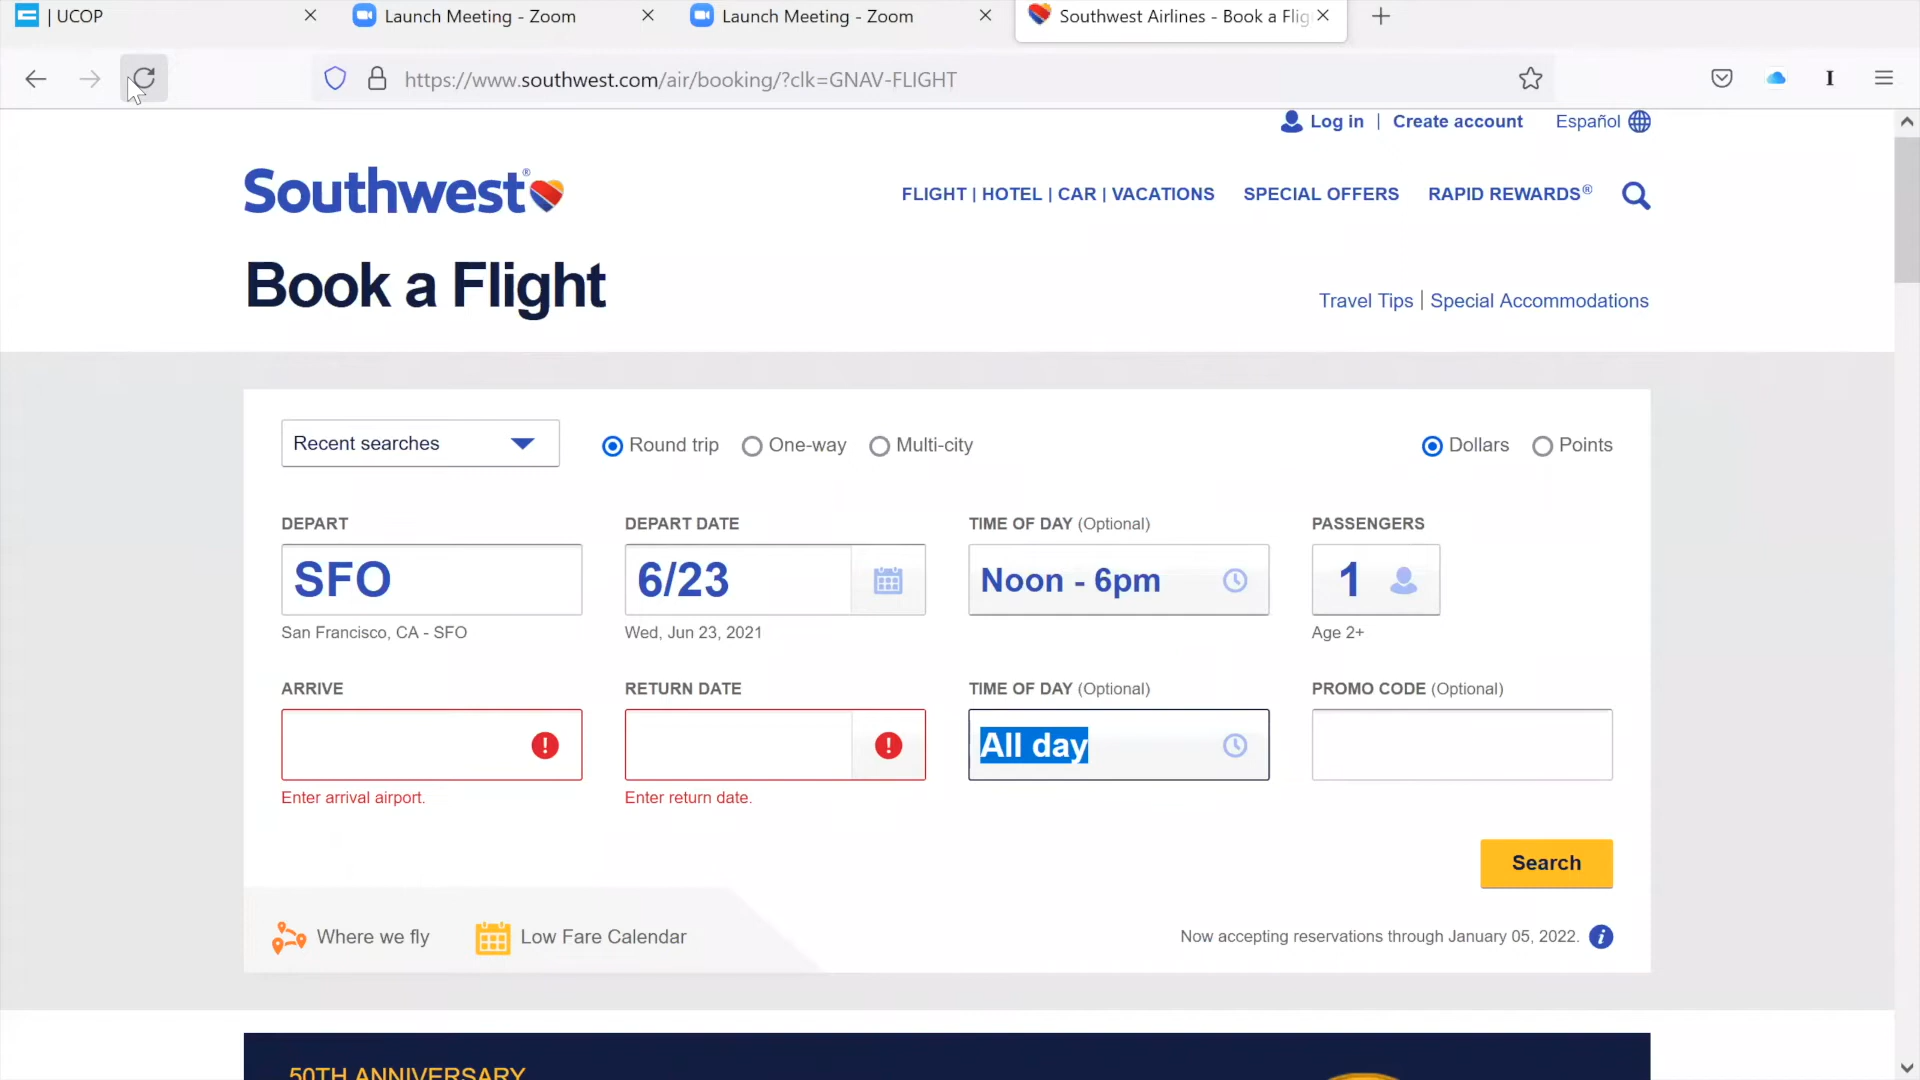 | UCOP
Launch Meeting - Zoom
Launch Meeting - Zoom
Southwest Airlines - Book a Flig
https://www.southwest.com/air/booking/?clk=GNAV-FLIGHT
Log in | Create account Español
Southwest®
FLIGHT | HOTEL | CAR | VACATIONS SPECIAL OFFERS RAPID REWARDS®
Book a Flight
Travel Tips | Special Accommodations
Recent searches
Round trip One-way Multi-city
Dollars Points
DEPART DEPART DATE TIME OF DAY (Optional) PASSENGERS
SFO 6/23 Noon - 6pm 1
San Francisco, CA - SFO Wed, Jun 23, 2021 Age 2+
ARRIVE RETURN DATE TIME OF DAY (Optional) PROMO CODE (Optional)
All day
Enter arrival airport. Enter return date.
Search
Where we fly Low Fare Calendar
Now accepting reservations through January 05, 2022.
50TH ANNIVERSARY